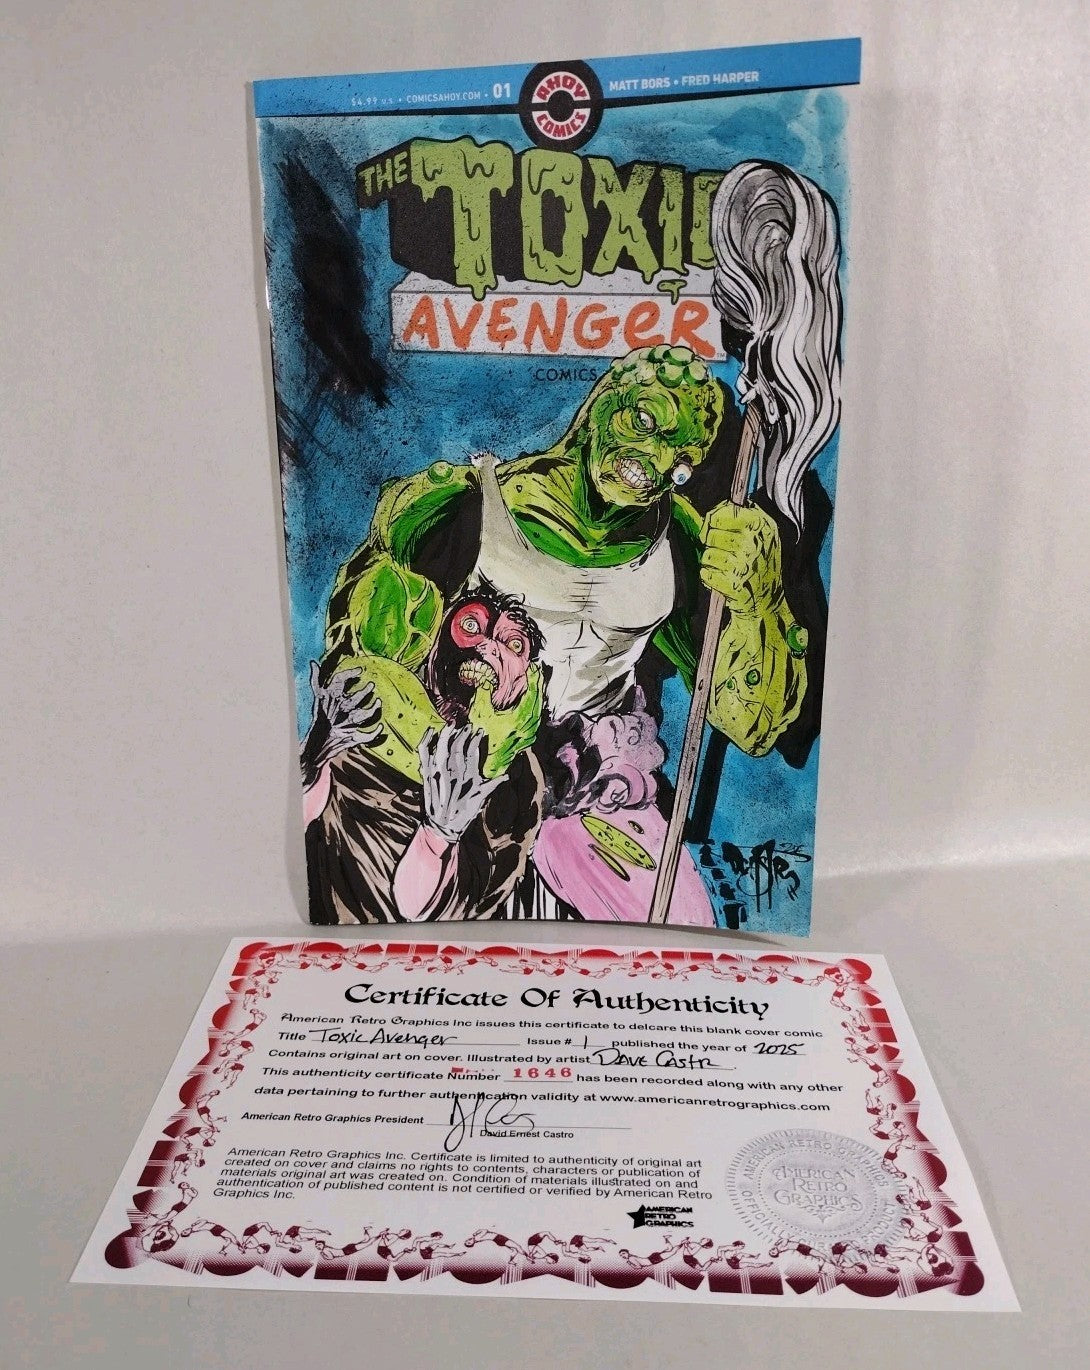 $4.99 U.S. • COMICSAHOY.COM • 01
AHOY COMICS
MATT BORS • FRED HARPER
THE TOXIC
AVENGER™
COMICS
Certificate Of Authenticity
American Retro Graphics Inc issues this certificate to delcare this blank cover comic
Title Toxic Avenger Issue # 1 published the year of 2025
Contains original art on cover. Illustrated by artist Dave Castr
This authenticity certificate Number 1646 has been recorded along with any other
data pertaining to further authentication validity at www.americanretrographics.com
American Retro Graphics President
David Ernest Castro
American Retro Graphics Inc. Certificate is limited to authenticity of original art
created on cover and claims no rights to contents, characters or publication of
materials original art was created on. Condition of materials illustrated on and
authentication of published content is not certified or verified by American Retro
Graphics Inc.
AMERICAN
RETRO
GRAPHICS
AMERICAN RETRO GRAPHICS
AMERICAN
RETRO
GRAPHICS